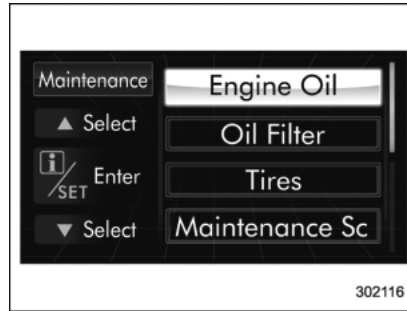 Maintenance
▲ Select
i/SET Enter
▼ Select
Engine Oil
Oil Filter
Tires
Maintenance Sc
302116